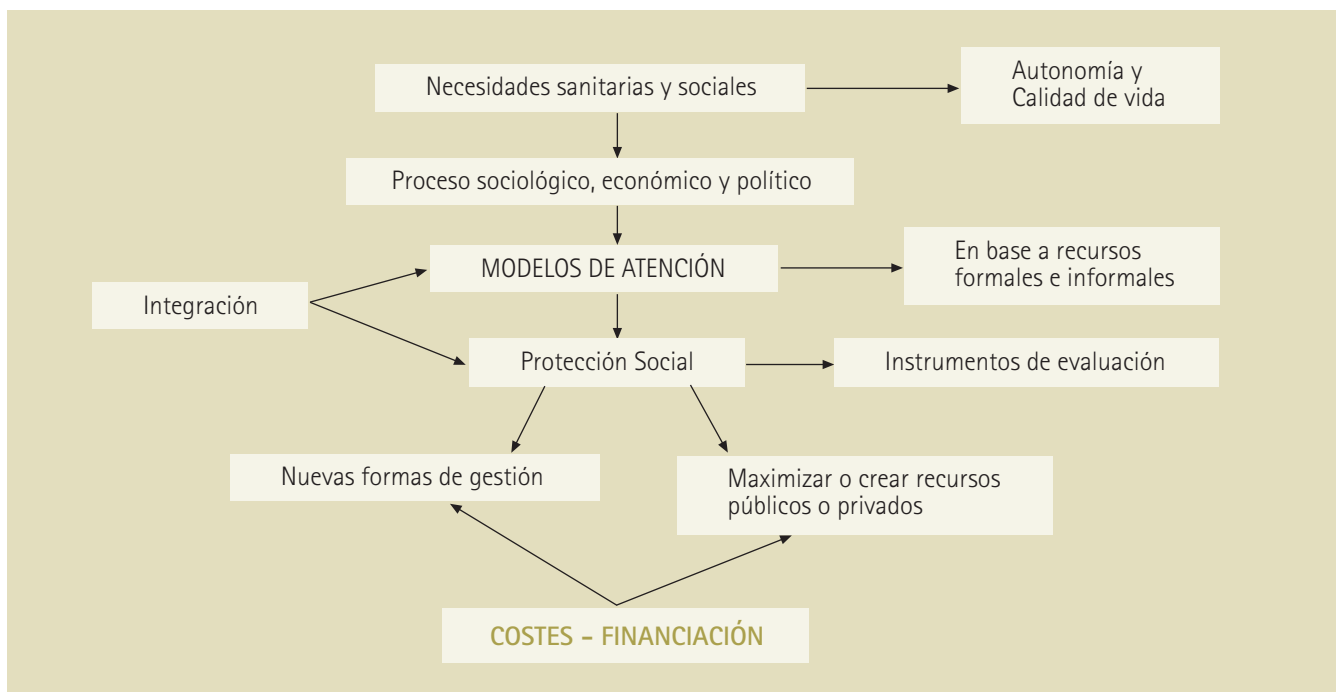 Necesidades sanitarias y sociales
Autonomía y
Calidad de vida
Proceso sociológico, económico y político
MODELOS DE ATENCIÓN
En base a recursos
formales e informales
Integración
Protección Social
Instrumentos de evaluación
Nuevas formas de gestión
Maximizar o crear recursos
públicos o privados
COSTES - FINANCIACIÓN